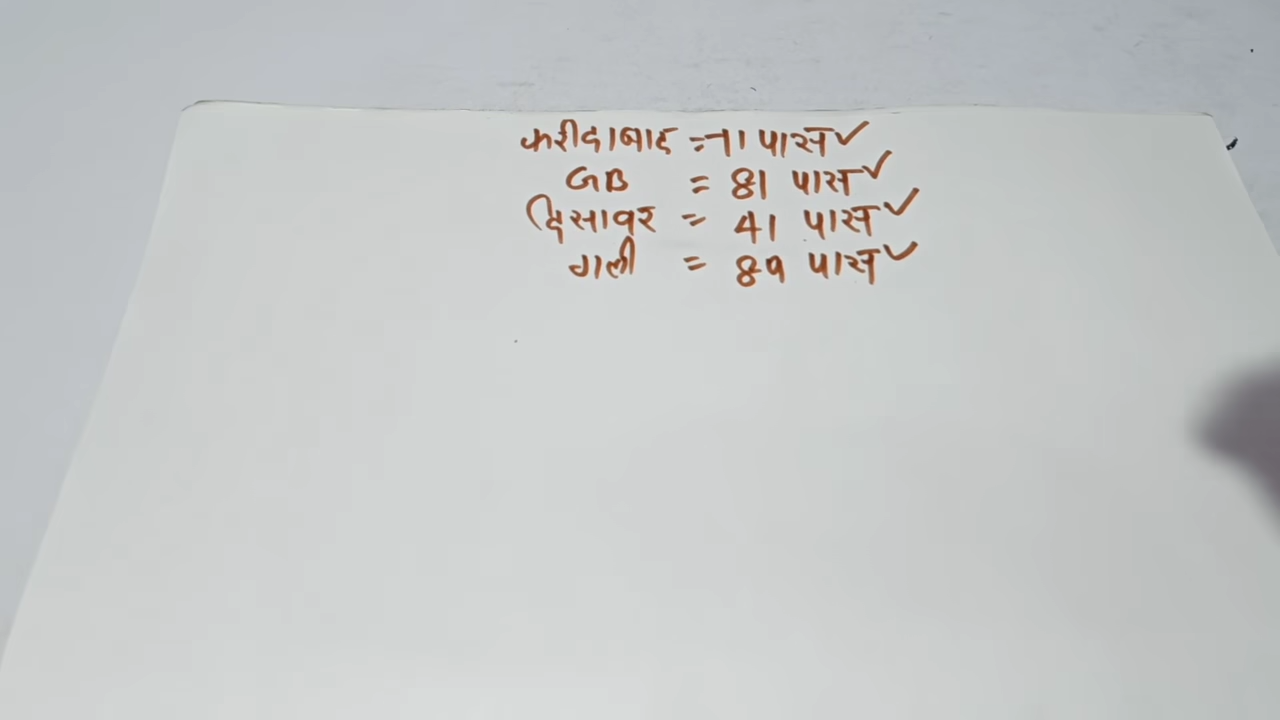 फरीदाबाद = 71 पास ✓
GB = 81 पास ✓
दिसावर = 41 पास ✓
गली = 89 पास ✓